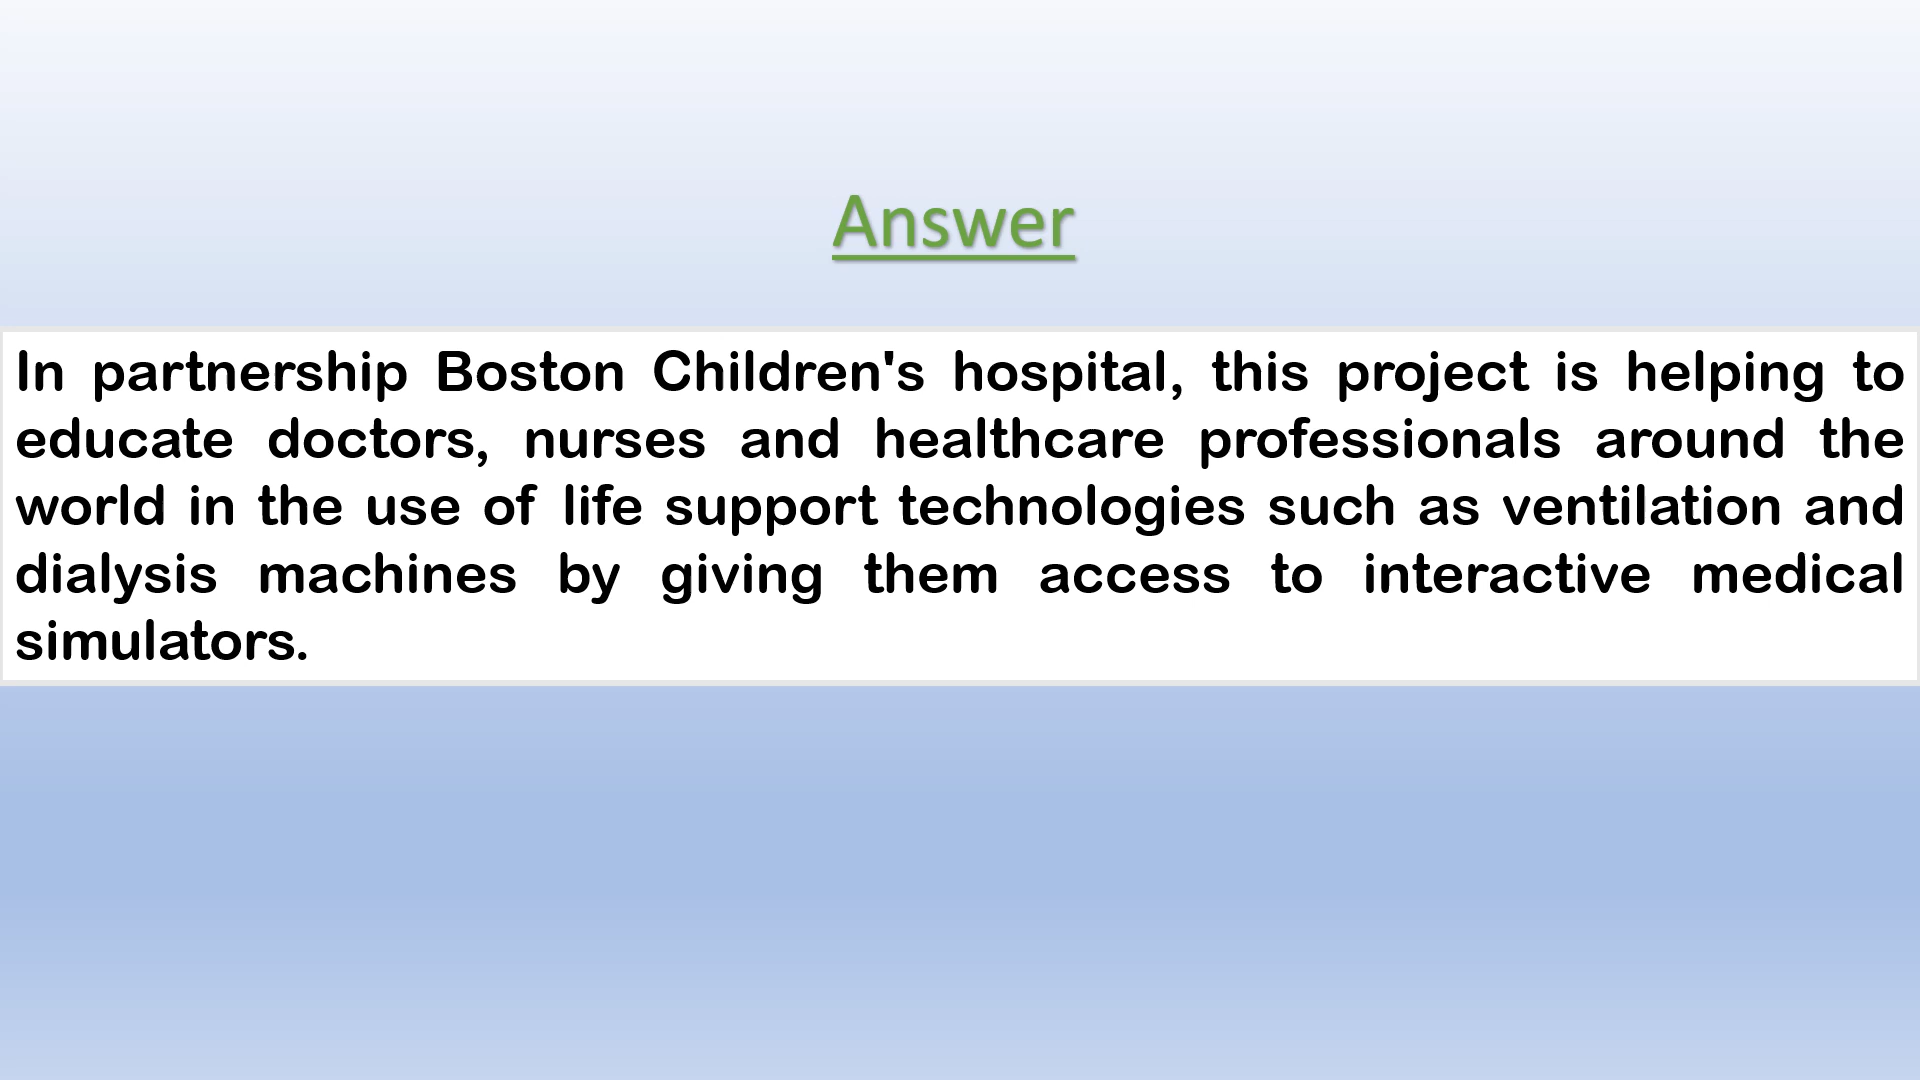 Answer
In partnership Boston Children's hospital, this project is helping to
educate doctors, nurses and healthcare professionals around the
world in the use of life support technologies such as ventilation and
dialysis machines by giving them access to interactive medical
simulators.